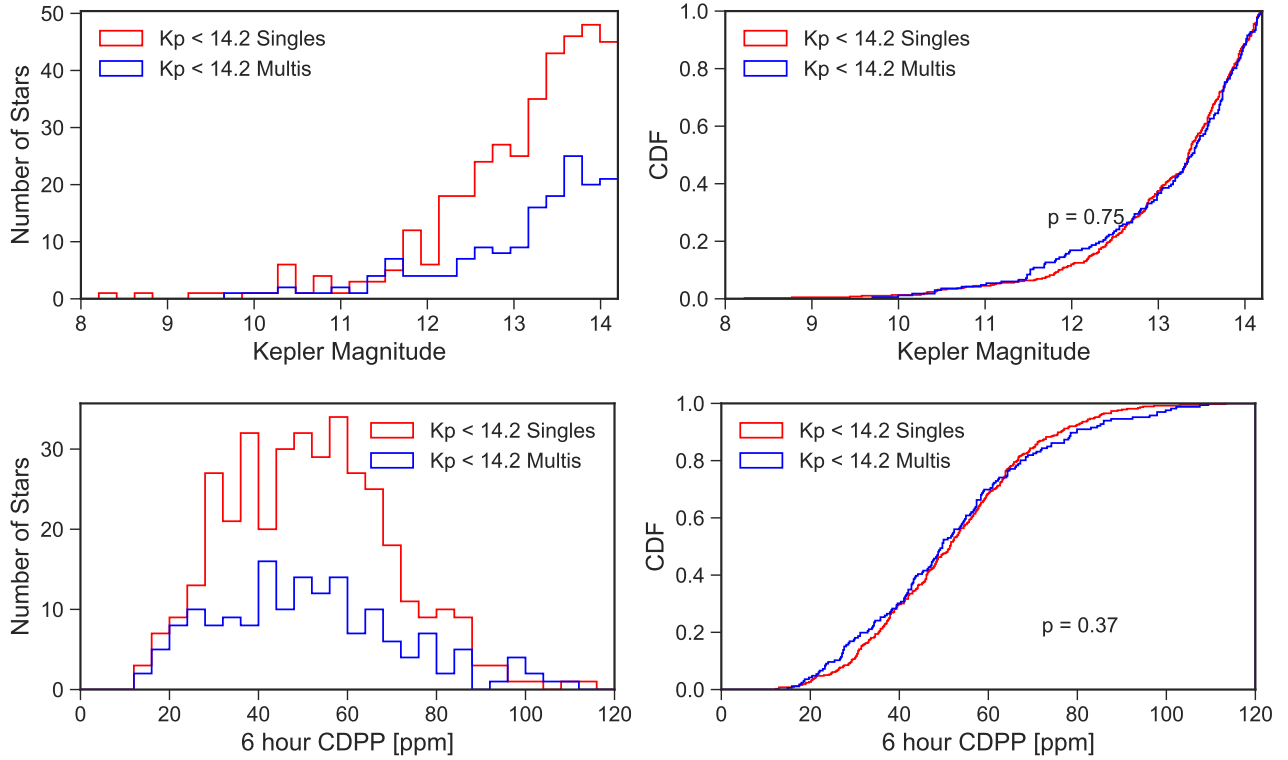 50
40
30
20
10
0
Number of Stars
Kp < 14.2 Singles
Kp < 14.2 Multis
8 9 10 11 12 13 14
Kepler Magnitude
1.0
0.8
0.6
0.4
0.2
0.0
CDF
Kp < 14.2 Singles
Kp < 14.2 Multis
p = 0.75
8 9 10 11 12 13 14
Kepler Magnitude
30
20
10
0
Number of Stars
Kp < 14.2 Singles
Kp < 14.2 Multis
0 20 40 60 80 100 120
6 hour CDPP [ppm]
1.0
0.8
0.6
0.4
0.2
0.0
CDF
Kp < 14.2 Singles
Kp < 14.2 Multis
p = 0.37
0 20 40 60 80 100 120
6 hour CDPP [ppm]